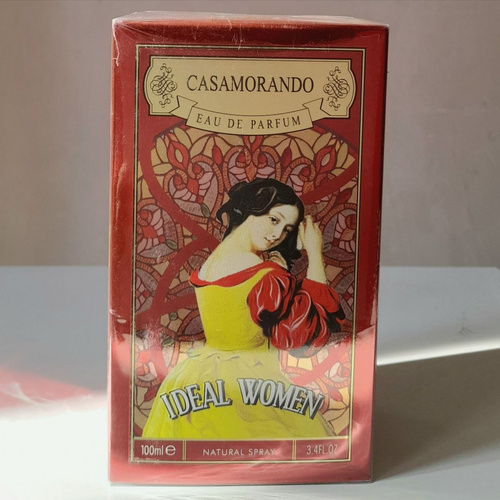 CASAMORANDO
EAU DE PARFUM
IDEAL WOMEN
100ml e NATURAL SPRAY 3.4FL OZ